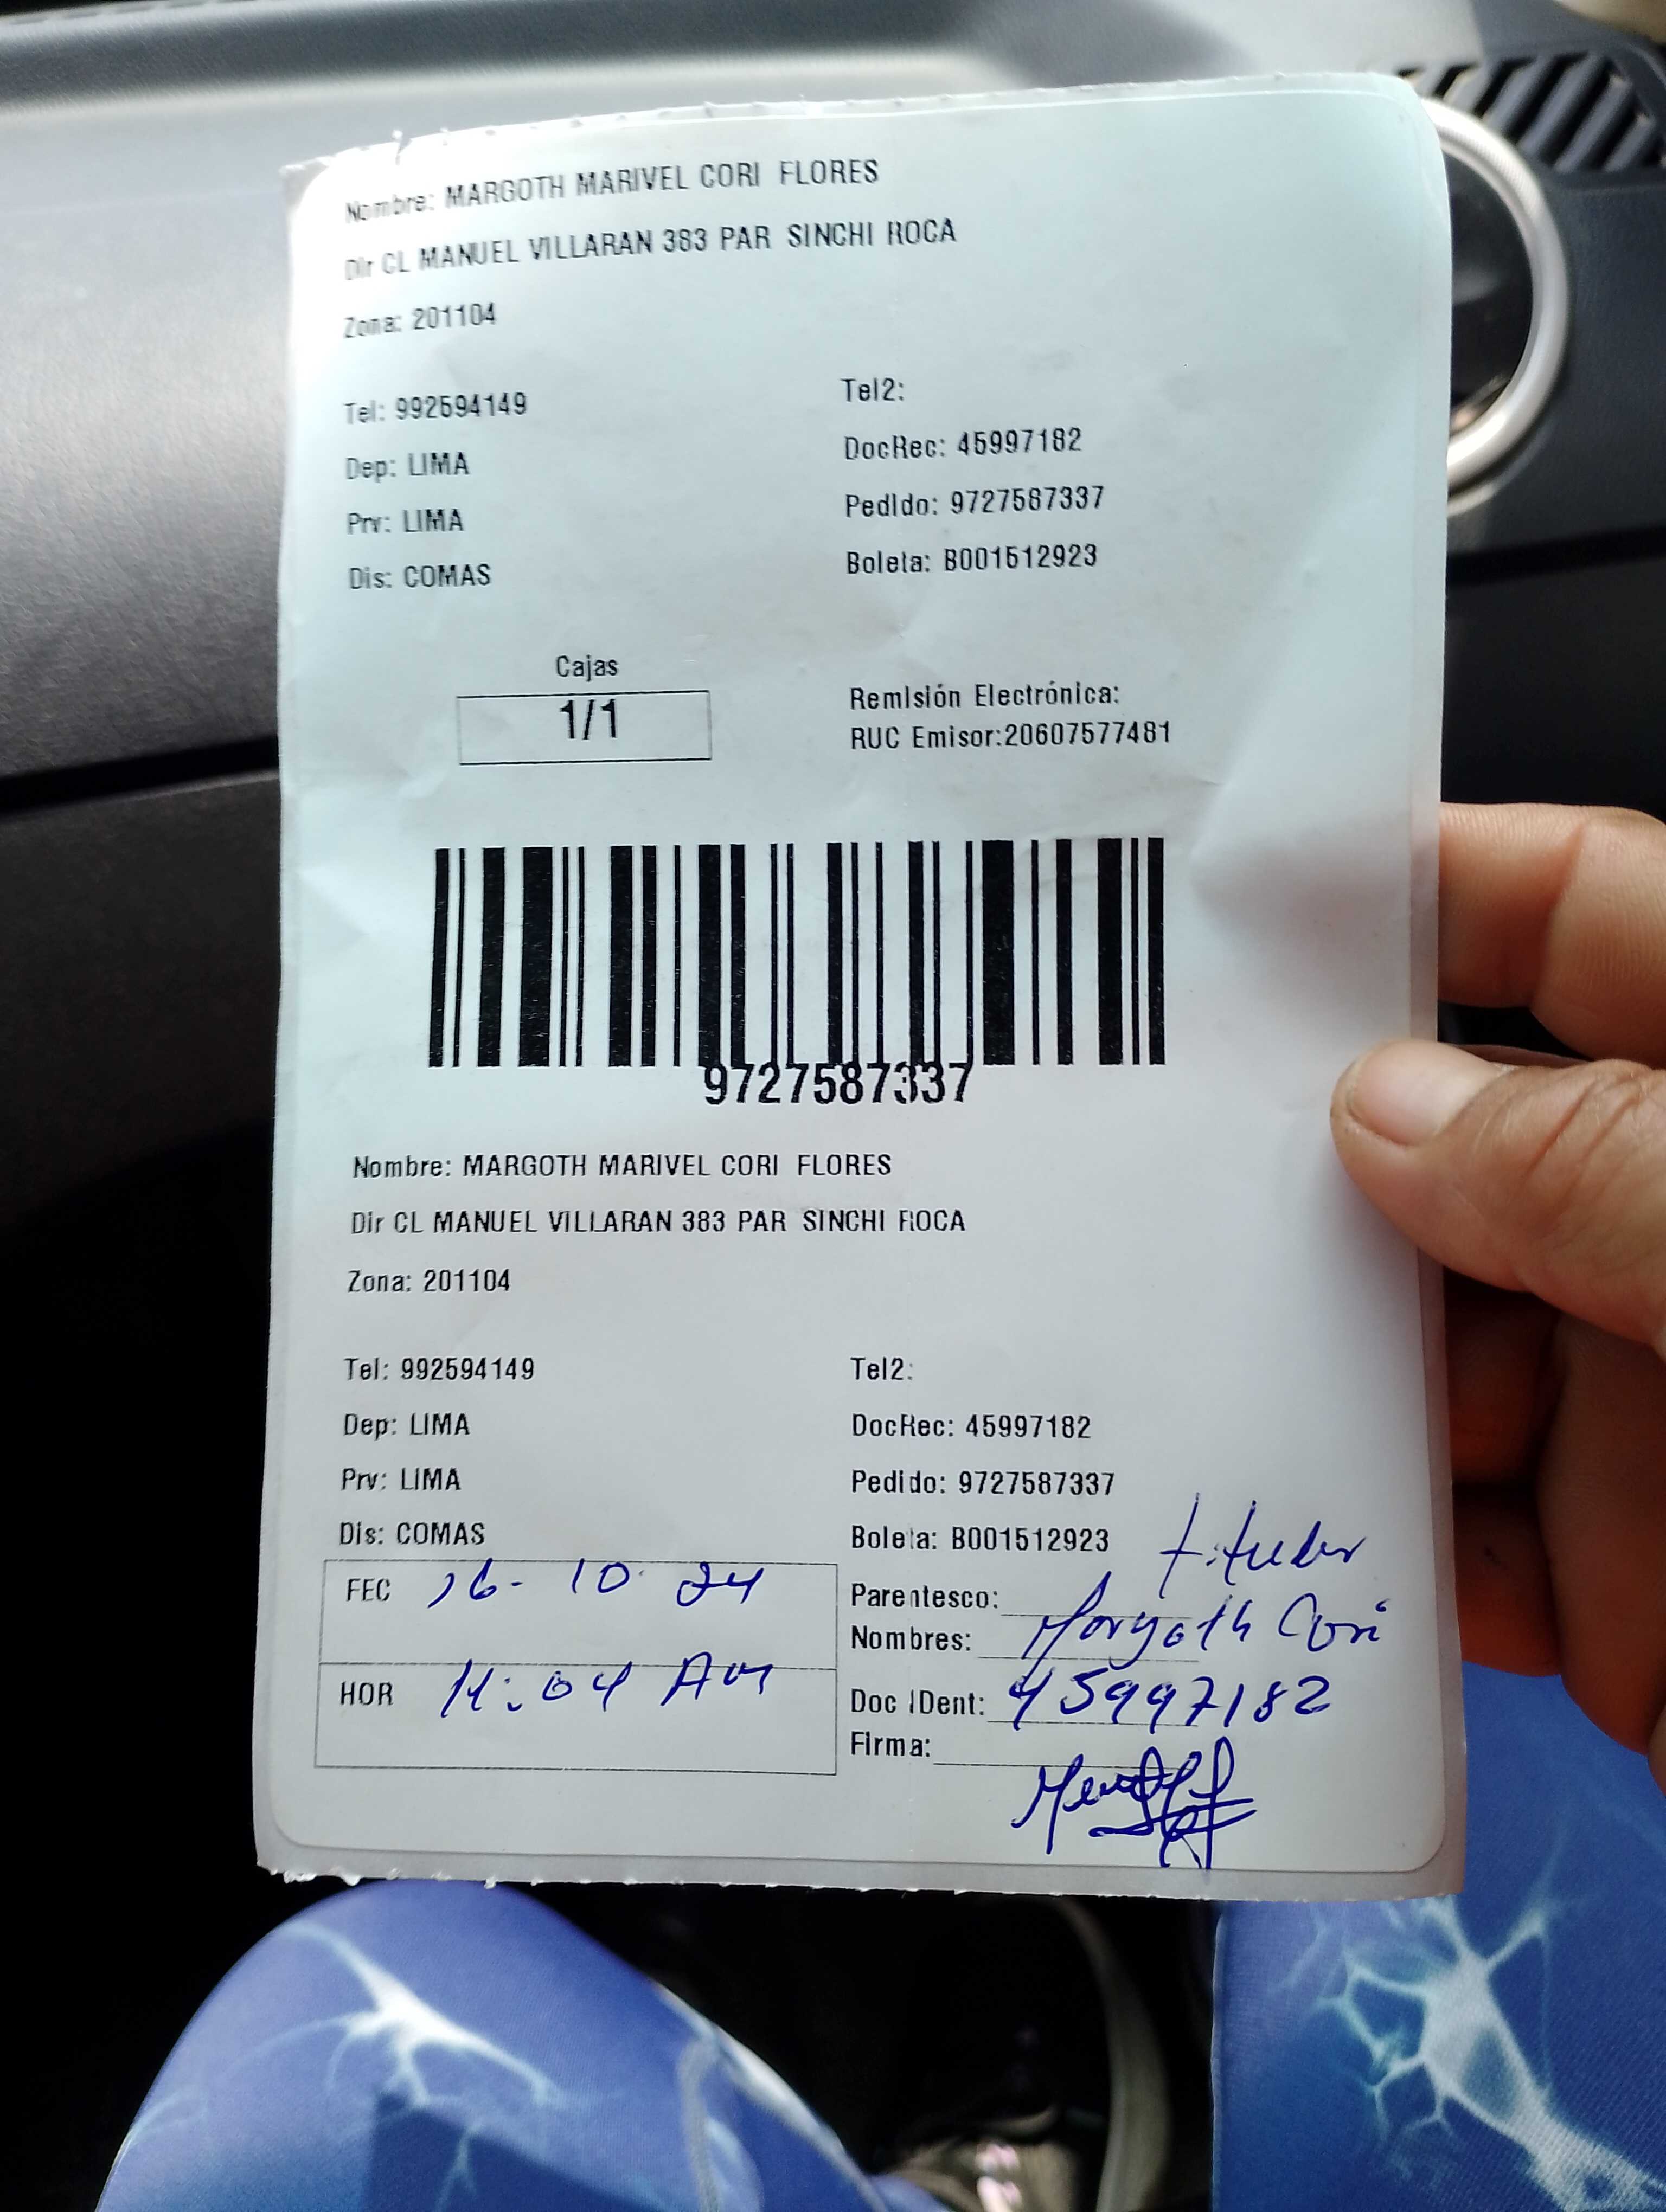 Nombre: MARGOTH MARIVEL CORI FLORES
Dir CL MANUEL VILLARAN 383 PAR SINCHI ROCA
Zona: 201104
Tel: 992594149
Tel2:
Dep: LIMA
DocRec: 45997182
Prv: LIMA
Pedido: 9727587337
Dis: COMAS
Boleta: B001512923
Cajas
1/1
Remisión Electrónica:
RUC Emisor:20607577481
9727587337
Nombre: MARGOTH MARIVEL CORI FLORES
Dir CL MANUEL VILLARAN 383 PAR SINCHI ROCA
Zona: 201104
Tel: 992594149
Tel2:
Dep: LIMA
DocRec: 45997182
Prv: LIMA
Pedido: 9727587337
Dis: COMAS
Boleta: B001512923
FEC 16-10-24
Parentesco:
Nombres: Margoth Cori
HOR 11:04 AM
Doc IDent: 45997182
Firma: